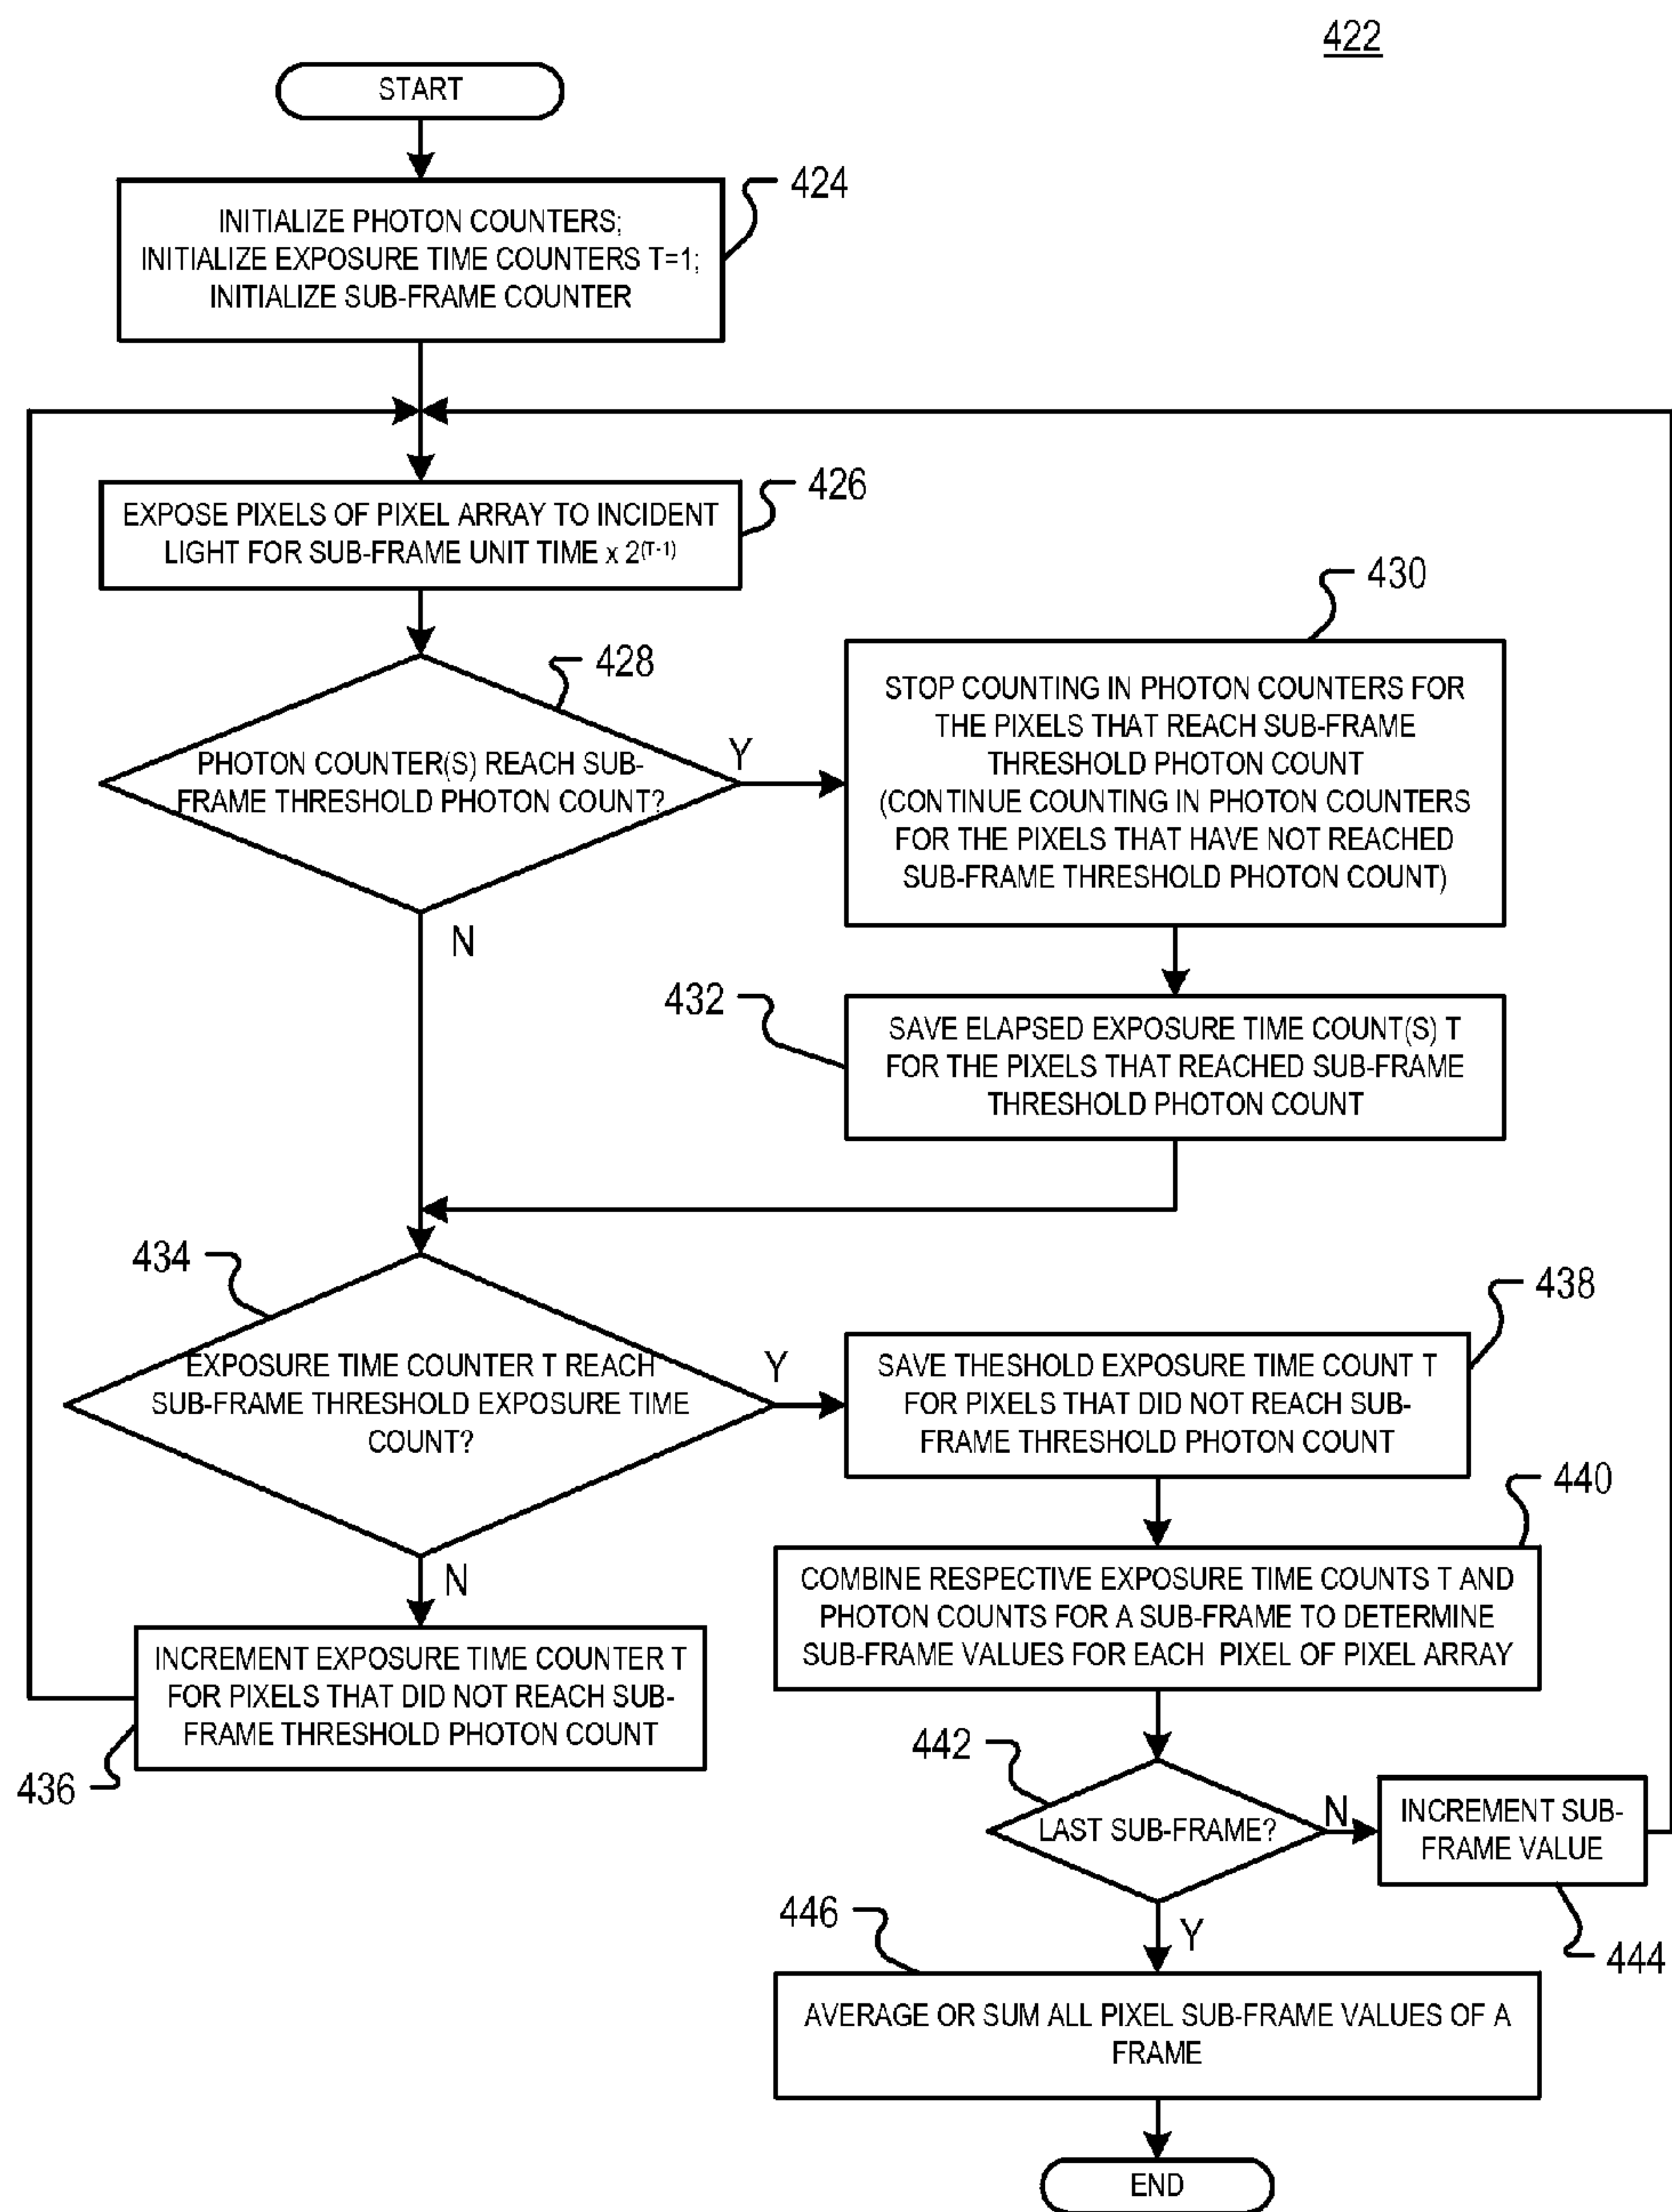 422
START
424
INITIALIZE PHOTON COUNTERS;
INITIALIZE EXPOSURE TIME COUNTERS T=1;
INITIALIZE SUB-FRAME COUNTER
426
EXPOSE PIXELS OF PIXEL ARRAY TO INCIDENT
LIGHT FOR SUB-FRAME UNIT TIME x 2(T-1)
428
PHOTON COUNTER(S) REACH SUB-
FRAME THRESHOLD PHOTON COUNT?
Y
N
430
STOP COUNTING IN PHOTON COUNTERS FOR
THE PIXELS THAT REACH SUB-FRAME
THRESHOLD PHOTON COUNT
(CONTINUE COUNTING IN PHOTON COUNTERS
FOR THE PIXELS THAT HAVE NOT REACHED
SUB-FRAME THRESHOLD PHOTON COUNT)
432
SAVE ELAPSED EXPOSURE TIME COUNT(S) T
FOR THE PIXELS THAT REACHED SUB-FRAME
THRESHOLD PHOTON COUNT
434
EXPOSURE TIME COUNTER T REACH
SUB-FRAME THRESHOLD EXPOSURE TIME
COUNT?
Y
N
436
INCREMENT EXPOSURE TIME COUNTER T
FOR PIXELS THAT DID NOT REACH SUB-
FRAME THRESHOLD PHOTON COUNT
438
SAVE THESHOLD EXPOSURE TIME COUNT T
FOR PIXELS THAT DID NOT REACH SUB-
FRAME THRESHOLD PHOTON COUNT
440
COMBINE RESPECTIVE EXPOSURE TIME COUNTS T AND
PHOTON COUNTS FOR A SUB-FRAME TO DETERMINE
SUB-FRAME VALUES FOR EACH PIXEL OF PIXEL ARRAY
442
LAST SUB-FRAME?
N
Y
INCREMENT SUB-
FRAME VALUE
444
446
AVERAGE OR SUM ALL PIXEL SUB-FRAME VALUES OF A
FRAME
END